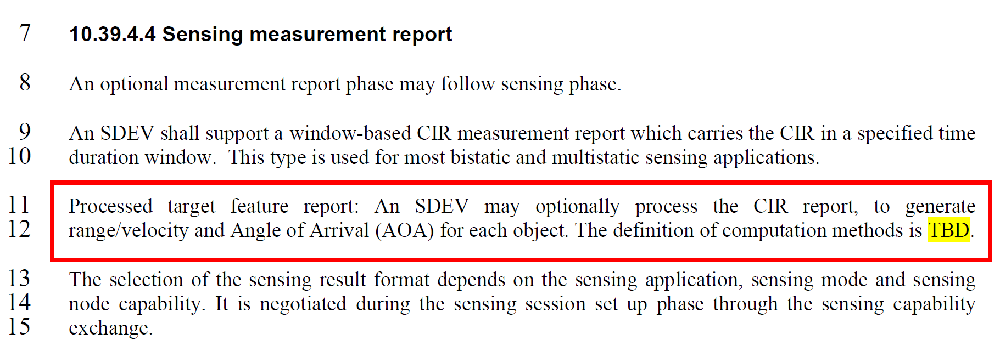 7 10.39.4.4 Sensing measurement report
8 An optional measurement report phase may follow sensing phase.
9 An SDEV shall support a window-based CIR measurement report which carries the CIR in a specified time
10 duration window. This type is used for most bistatic and multistatic sensing applications.
11 Processed target feature report: An SDEV may optionally process the CIR report, to generate
12 range/velocity and Angle of Arrival (AOA) for each object. The definition of computation methods is TBD.
13 The selection of the sensing result format depends on the sensing application, sensing mode and sensing
14 node capability. It is negotiated during the sensing session set up phase through the sensing capability
15 exchange.